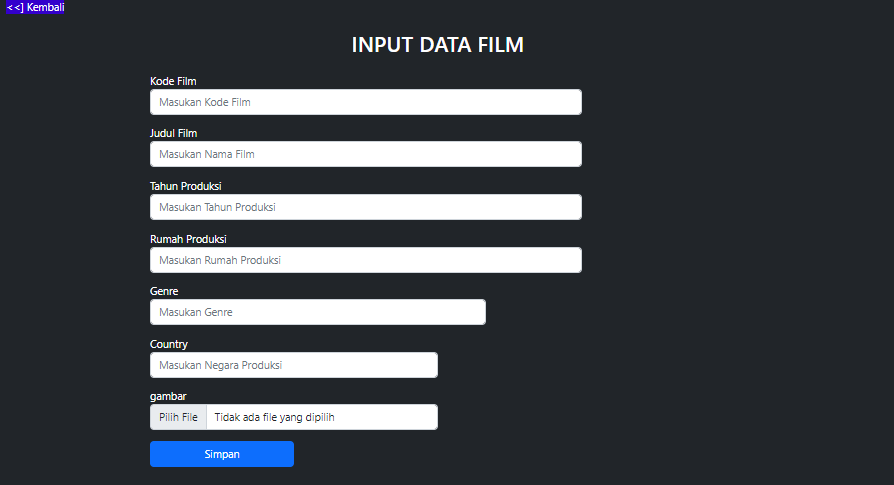 <<] Kembali
INPUT DATA FILM
Kode Film
Masukan Kode Film
Judul Film
Masukan Nama Film
Tahun Produksi
Masukan Tahun Produksi
Rumah Produksi
Masukan Rumah Produksi
Genre
Masukan Genre
Country
Masukan Negara Produksi
gambar
Pilih File Tidak ada file yang dipilih
Simpan